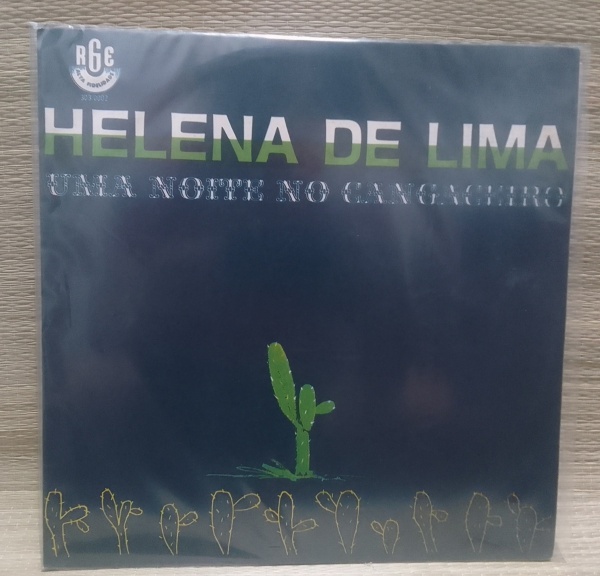 RGE
HELENA DE LIMA
UMA NOITE NO CANGACEIRO